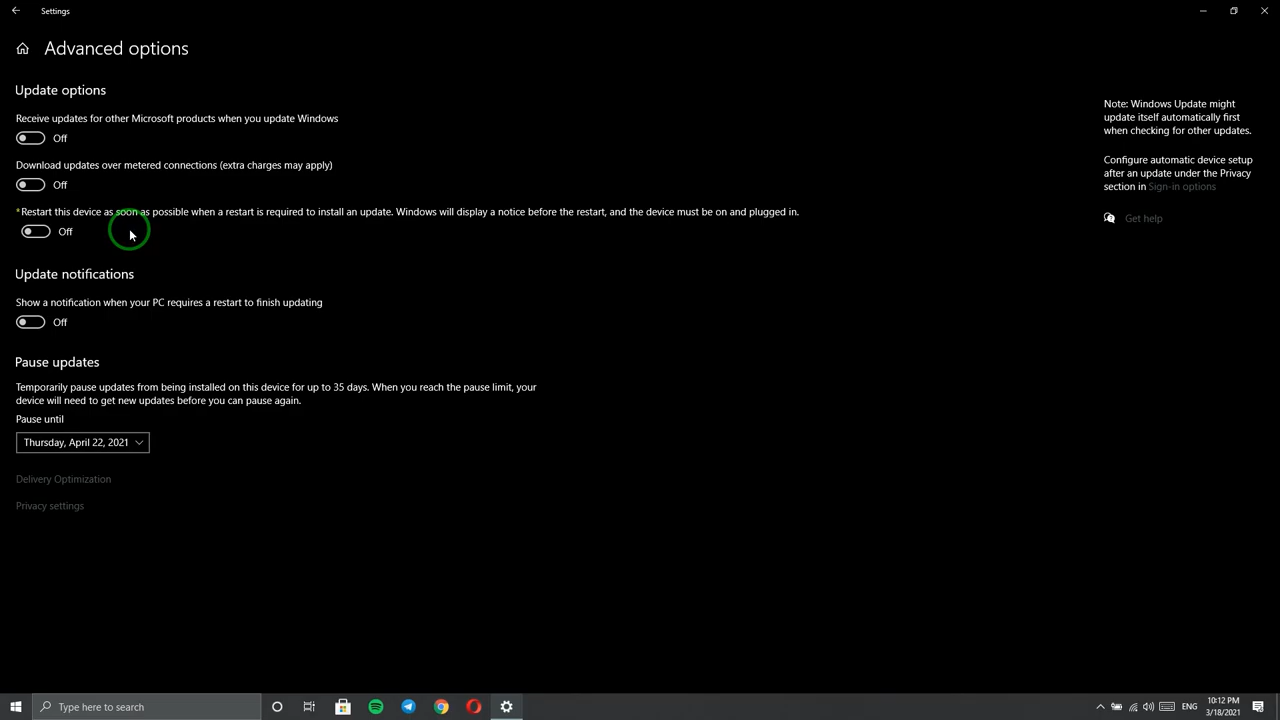 Settings
Advanced options
Update options
Receive updates for other Microsoft products when you update Windows
Off
Download updates over metered connections (extra charges may apply)
Off
*Restart this device as soon as possible when a restart is required to install an update. Windows will display a notice before the restart, and the device must be on and plugged in.
Off
Update notifications
Show a notification when your PC requires a restart to finish updating
Off
Pause updates
Temporarily pause updates from being installed on this device for up to 35 days. When you reach the pause limit, your
device will need to get new updates before you can pause again.
Pause until
Thursday, April 22, 2021
Delivery Optimization
Privacy settings
Note: Windows Update might
update itself automatically first
when checking for other updates.
Configure automatic device setup
after an update under the Privacy
section in Sign-in options
Get help
Type here to search
ENG
10:12 PM
3/18/2021